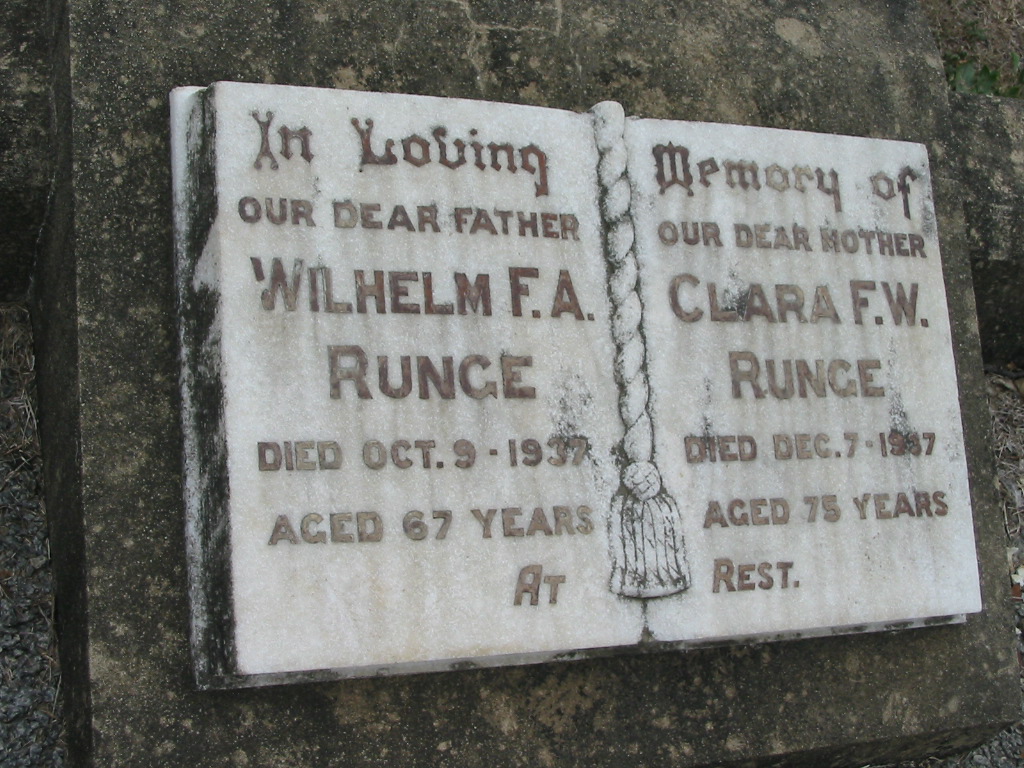 In Loving
OUR DEAR FATHER
WILHELM F.A.
RUNGE
DIED OCT. 9 - 1937
AGED 67 YEARS
AT
Memory of
OUR DEAR MOTHER
CLARA F.W.
RUNGE
DIED DEC. 7 -
AGED 75 YEARS
REST.